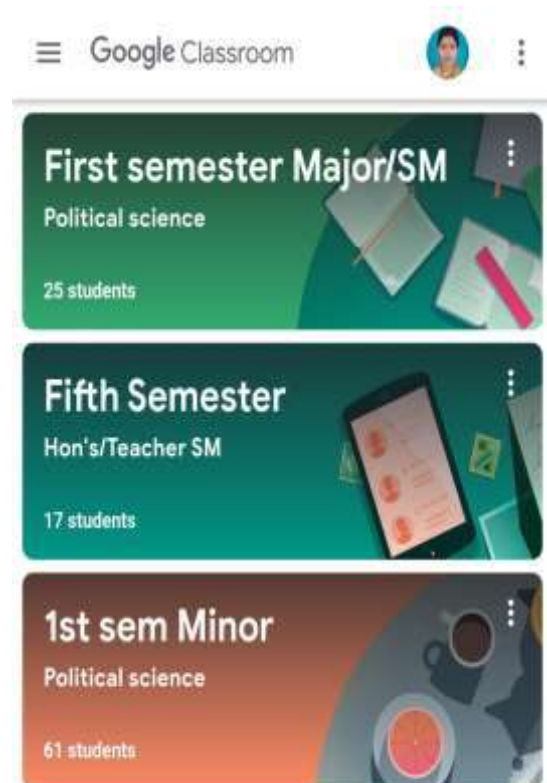 Google Classroom
First semester Major/SM
Political science
25 students
Fifth Semester
Hon's/Teacher SM
17 students
1st sem Minor
Political science
61 students